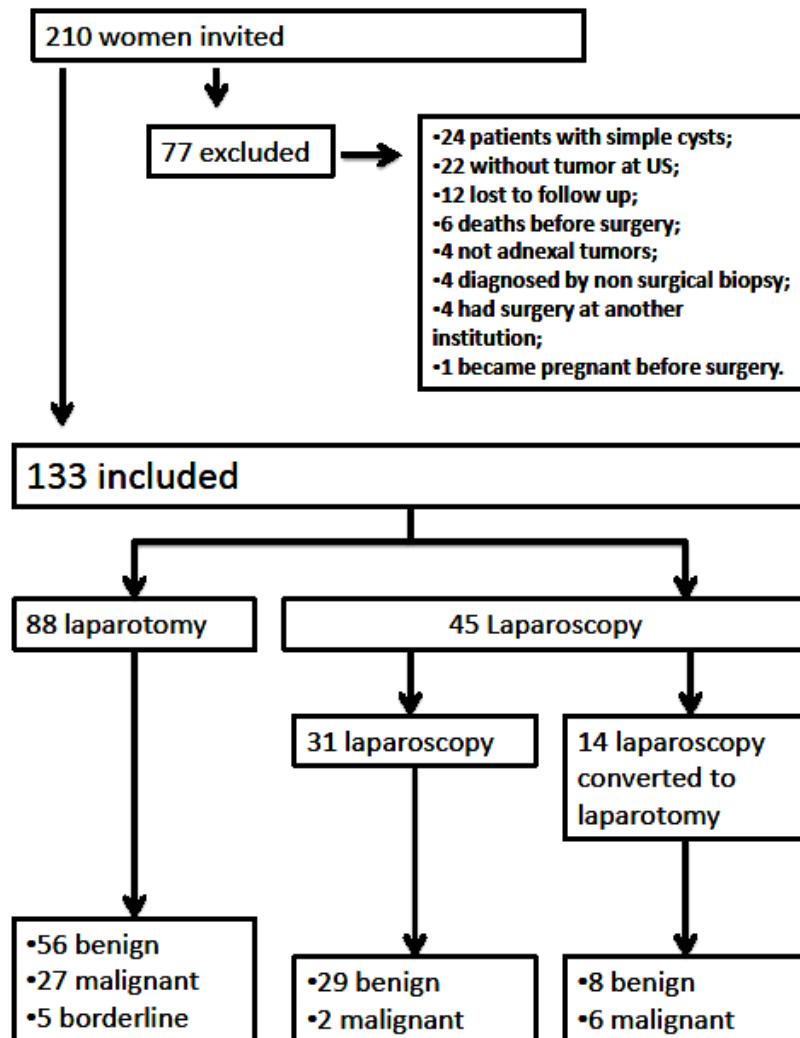 210 women invited
77 excluded
•24 patients with simple cysts;
•22 without tumor at US;
•12 lost to follow up;
•6 deaths before surgery;
•4 not adnexal tumors;
•4 diagnosed by non surgical biopsy;
•4 had surgery at another
institution;
•1 became pregnant before surgery.
133 included
88 laparotomy
45 Laparoscopy
31 laparoscopy
14 laparoscopy
converted to
laparotomy
•56 benign
•27 malignant
•5 borderline
•29 benign
•2 malignant
•8 benign
•6 malignant